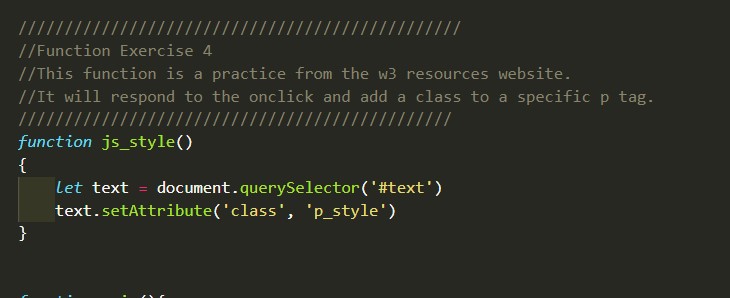 ////////////////////////////////////////////////
//Function Exercise 4
//This function is a practice from the w3 resources website.
//It will respond to the onclick and add a class to a specific p tag.
///////////////////////////////////////////////
function js_style()
{
let text = document.querySelector('#text')
text.setAttribute('class', 'p_style')
}